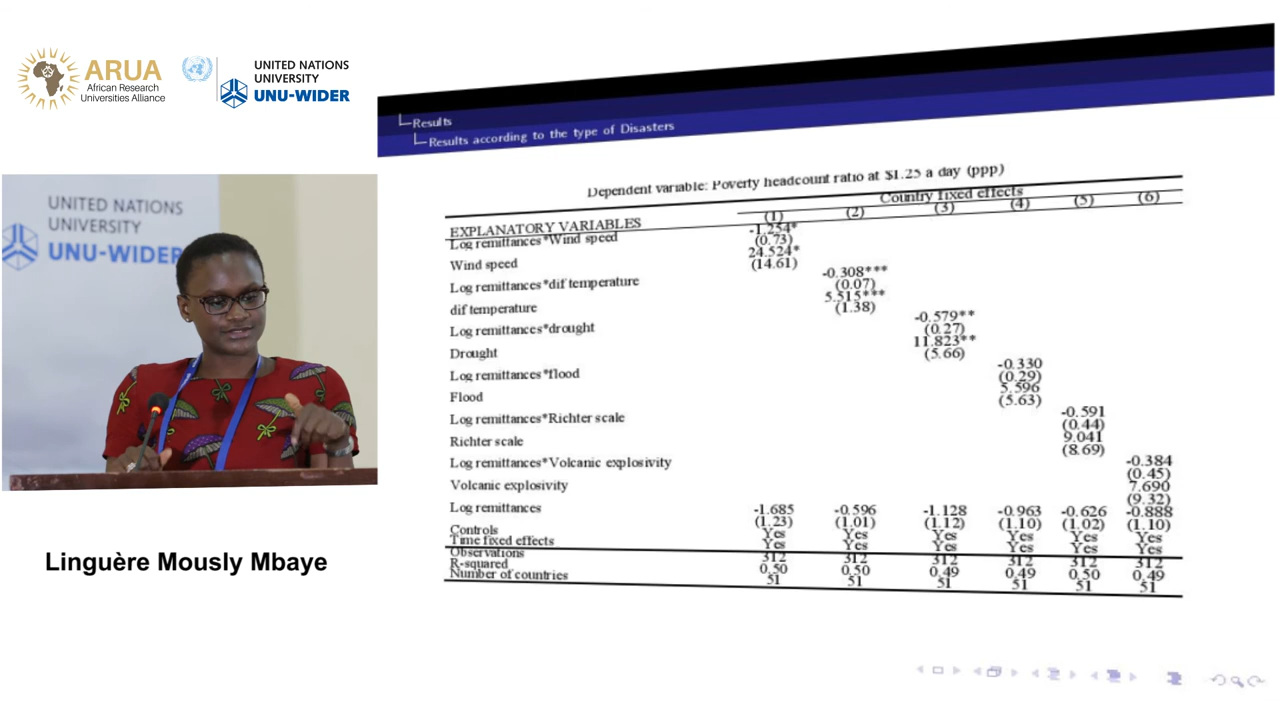 ARUA
African Research
Universities Alliance
UNITED NATIONS
UNIVERSITY
UNU-WIDER
UNITED NATIONS
UNIVERSITY
UNU-WIDER
Linguère Mously Mbaye
Results
Results according to the type of Disasters
Dependent variable: Poverty headcount ratio at $1.25 a day (ppp)
Country fixed effects
EXPLANATORY VARIABLES (1) (2) (3) (4) (5) (6)
Log remittances*Wind speed -1.254*
(0.73)
Wind speed 24.524*
(14.61)
Log remittances*dif temperature -0.308***
(0.07)
dif temperature 5.515***
(1.38)
Log remittances*drought -0.579**
(0.27)
Drought 11.823**
(5.66)
Log remittances*flood -0.330
(0.29)
Flood 5.596
(5.63)
Log remittances*Richter scale -0.591
(0.44)
Richter scale 9.041
(8.69)
Log remittances*Volcanic explosivity -0.384
(0.45)
Volcanic explosivity 7.690
(9.32)
Log remittances -1.685 -0.596 -1.128 -0.963 -0.626 -0.888
(1.23) (1.01) (1.12) (1.10) (1.02) (1.10)
Controls Yes Yes Yes Yes Yes Yes
Time fixed effects Yes Yes Yes Yes Yes Yes
Observations 312 312 312 312 312 312
R-squared 0.50 0.50 0.49 0.49 0.50 0.49
Number of countries 51 51 51 51 51 51